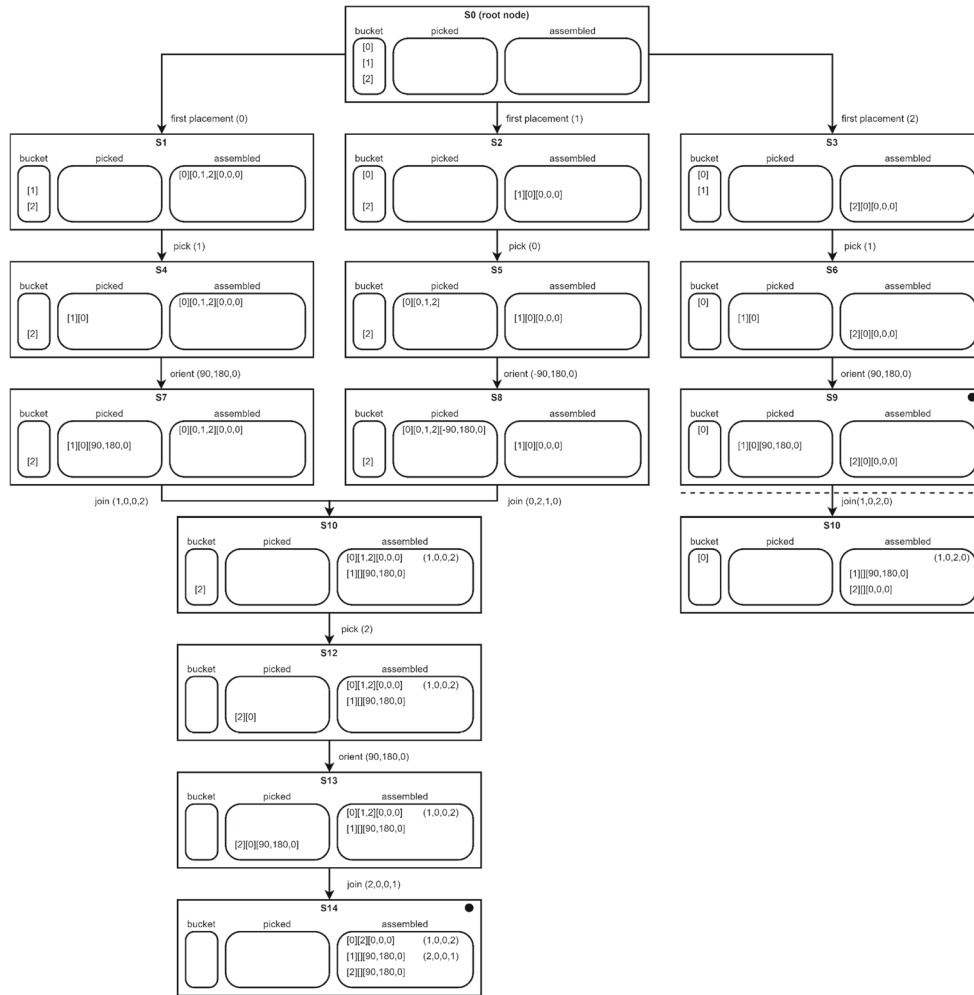 S0 (root node)
bucket picked assembled
[0]
[1]
[2]
first placement (0) first placement (1) first placement (2)
S1
bucket picked assembled
[0][0,1,2][0,0,0]
[1]
[2]
S2
bucket picked assembled
[0]
[1][0][0,0,0]
[2]
S3
bucket picked assembled
[0]
[1]
[2][0][0,0,0]
pick (1) pick (0) pick (1)
S4
bucket picked assembled
[0][0,1,2][0,0,0]
[1][0]
[2]
S5
bucket picked assembled
[0][0,1,2]
[1][0][0,0,0]
[2]
S6
bucket picked assembled
[0]
[1][0]
[2][0][0,0,0]
orient (90,180,0) orient (-90,180,0) orient (90,180,0)
S7
bucket picked assembled
[0][0,1,2][0,0,0]
[1][0][90,180,0]
[2]
S8
bucket picked assembled
[0][0,1,2][-90,180,0]
[1][0][0,0,0]
[2]
S9
bucket picked assembled
[0]
[1][0][90,180,0]
[2][0][0,0,0]
join (1,0,0,2) join (0,2,1,0) join(1,0,2,0)
S10
bucket picked assembled
[0][1,2][0,0,0] (1,0,0,2)
[1][][90,180,0]
[2]
S10
bucket picked assembled
[0] (1,0,2,0)
[1][][90,180,0]
[2][][0,0,0]
pick (2)
S12
bucket picked assembled
[0][1,2][0,0,0] (1,0,0,2)
[1][][90,180,0]
[2][0]
orient (90,180,0)
S13
bucket picked assembled
[0][1,2][0,0,0] (1,0,0,2)
[1][][90,180,0]
[2][0][90,180,0]
join (2,0,0,1)
S14
bucket picked assembled
[0][2][0,0,0] (1,0,0,2)
[1][][90,180,0] (2,0,0,1)
[2][][90,180,0]